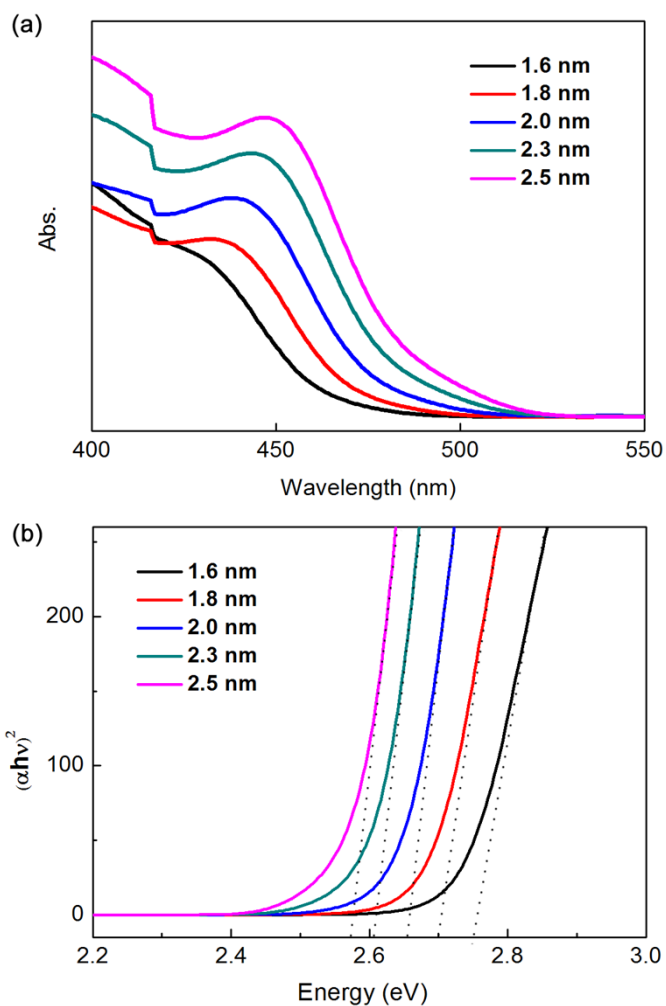 (a)
1.6 nm
1.8 nm
2.0 nm
2.3 nm
2.5 nm
Abs.
400 450 500 550
Wavelength (nm)
(b)
1.6 nm
1.8 nm
2.0 nm
2.3 nm
2.5 nm
200
100
0
(αhν)²
2.2 2.4 2.6 2.8 3.0
Energy (eV)